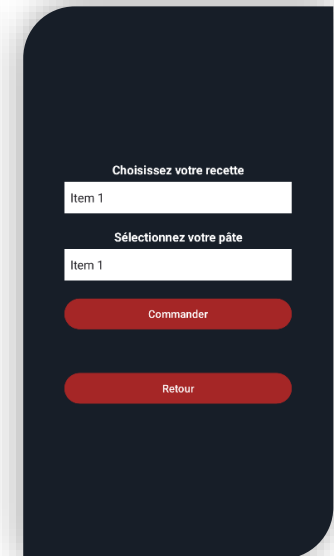 Choisissez votre recette
Item 1
Sélectionnez votre pâte
Item 1
Commander
Retour